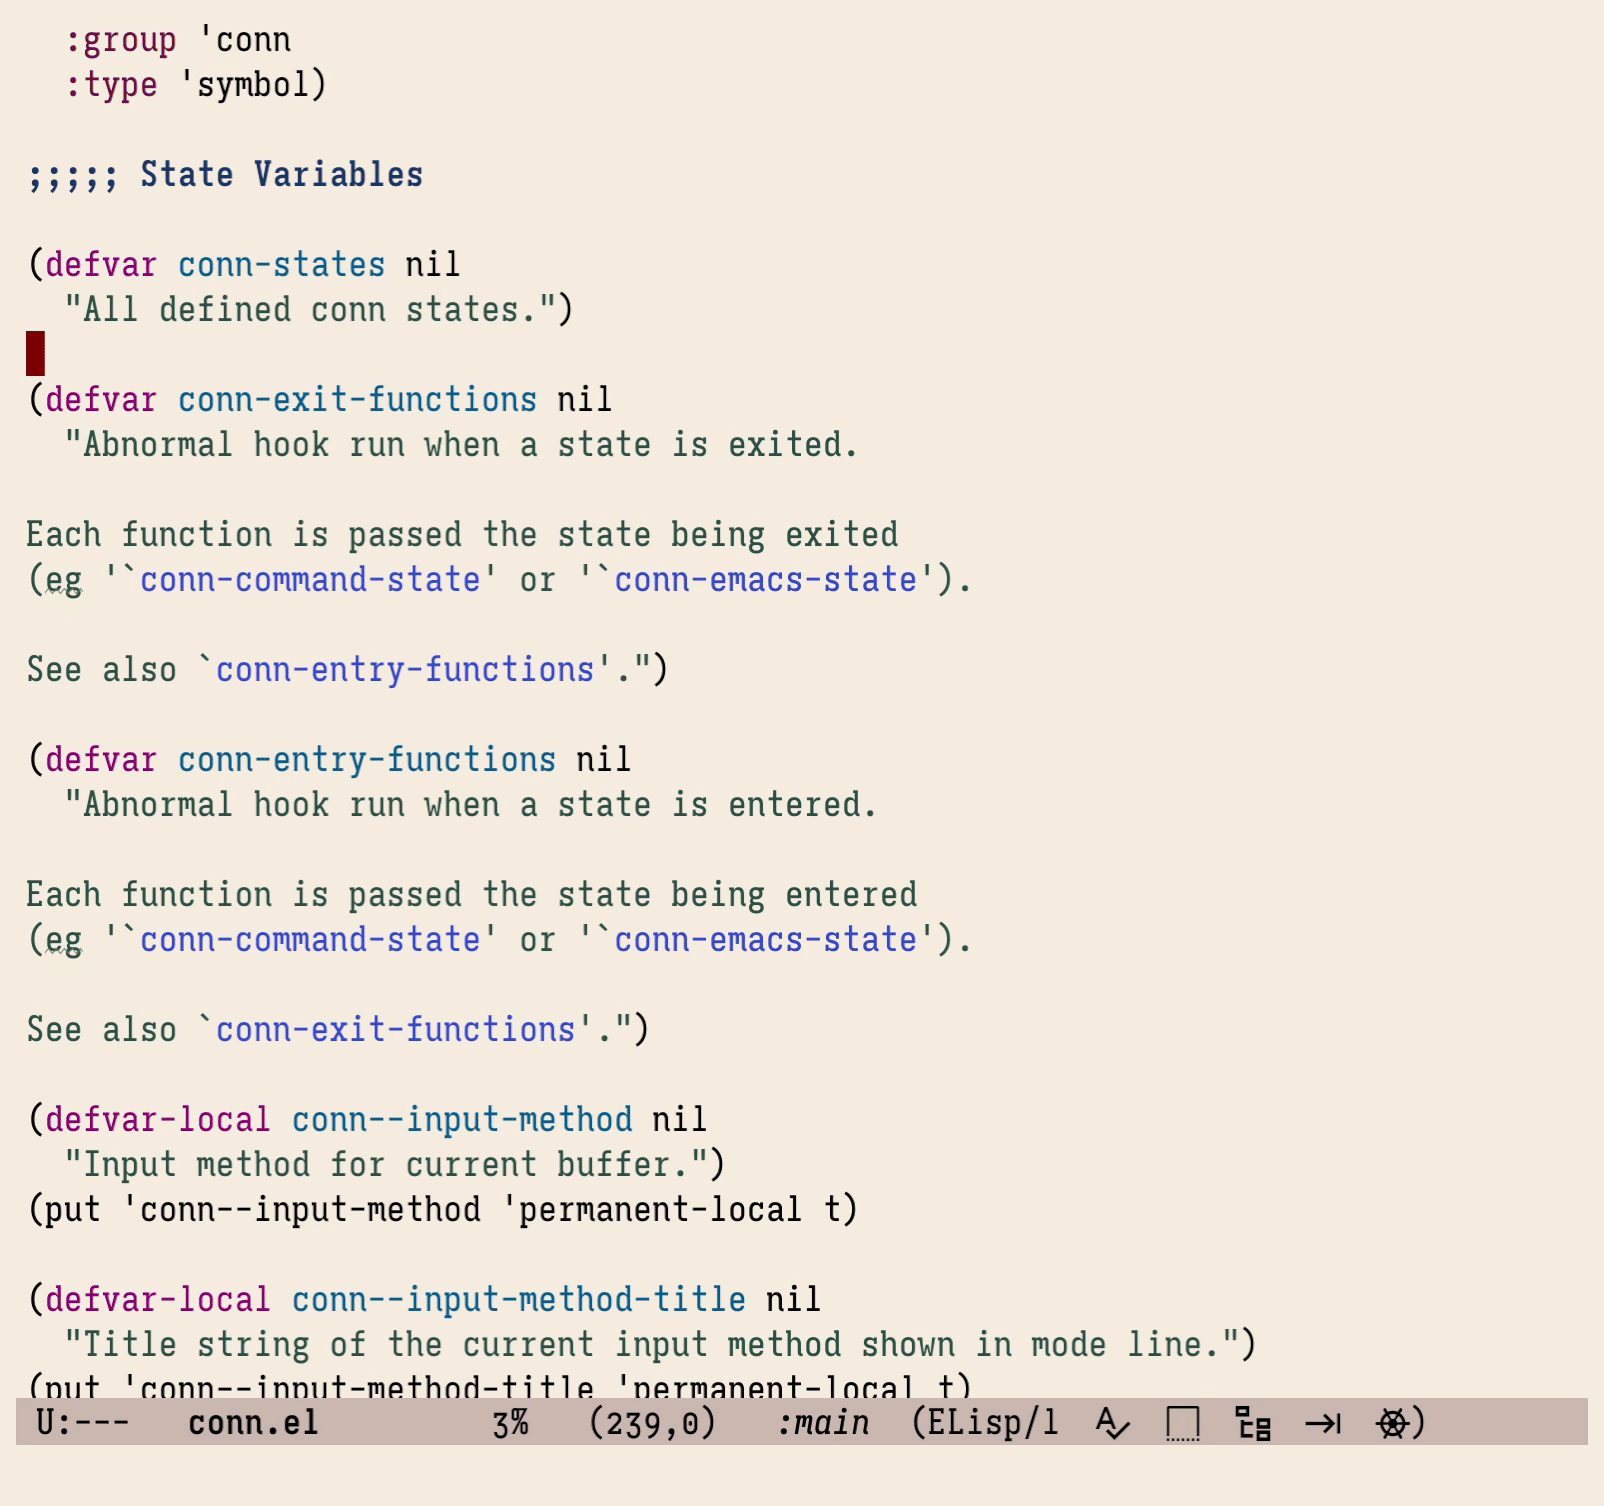 :group 'conn
:type 'symbol)
;;;;; State Variables
(defvar conn-states nil
"All defined conn states.")
(defvar conn-exit-functions nil
"Abnormal hook run when a state is exited.
Each function is passed the state being exited
(eg '`conn-command-state' or '`conn-emacs-state').
See also `conn-entry-functions'.")
(defvar conn-entry-functions nil
"Abnormal hook run when a state is entered.
Each function is passed the state being entered
(eg '`conn-command-state' or '`conn-emacs-state').
See also `conn-exit-functions'.")
(defvar-local conn--input-method nil
"Input method for current buffer.")
(put 'conn--input-method 'permanent-local t)
(defvar-local conn--input-method-title nil
"Title string of the current input method shown in mode line.")
(put 'conn--input-method-title 'permanent-local t)
U:--- conn.el 3% (239,0) :main (ELisp/l )